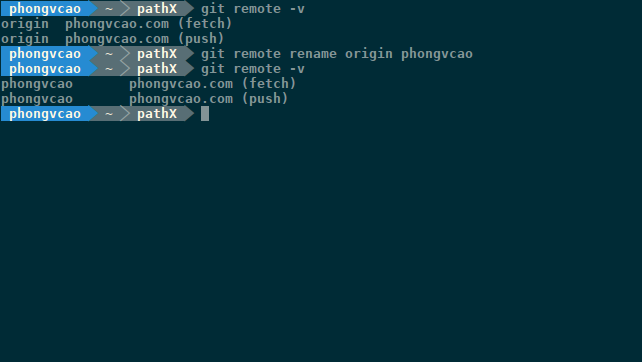 phongvcao ~ pathX git remote -v
origin phongvcao.com (fetch)
origin phongvcao.com (push)
phongvcao ~ pathX git remote rename origin phongvcao
phongvcao ~ pathX git remote -v
phongvcao phongvcao.com (fetch)
phongvcao phongvcao.com (push)
phongvcao ~ pathX